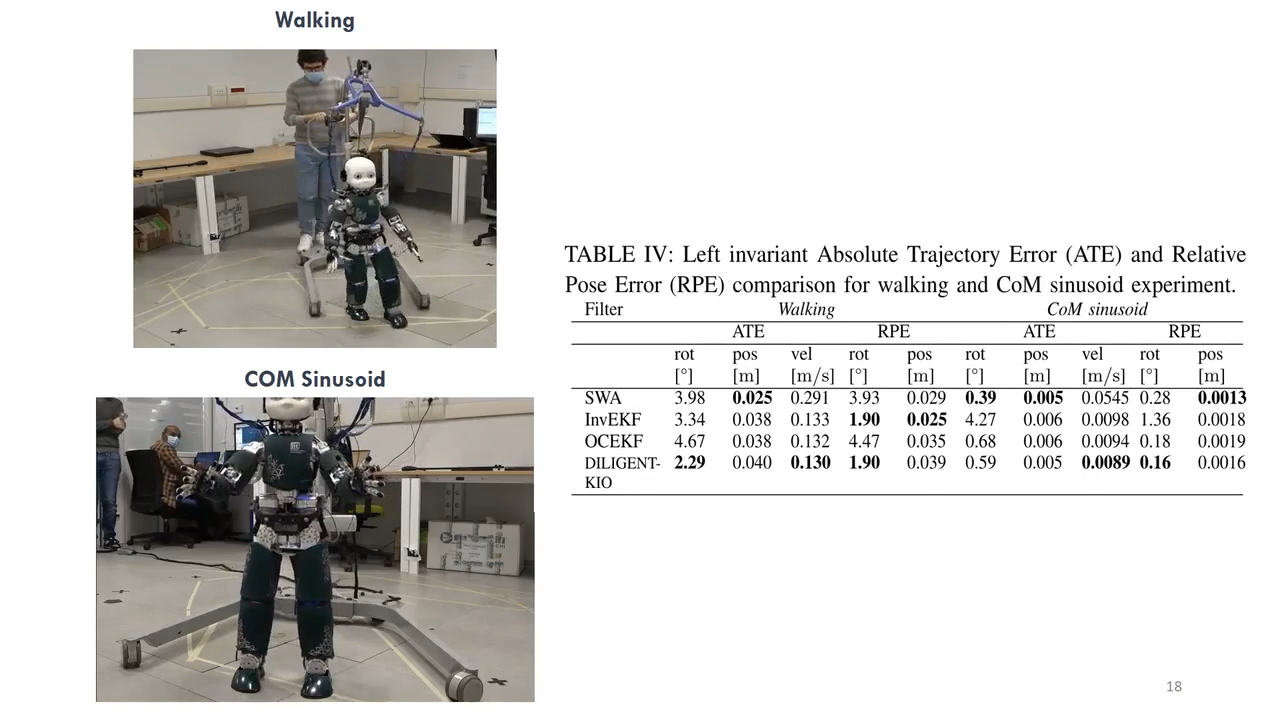 Walking
COM Sinusoid
TABLE IV: Left invariant Absolute Trajectory Error (ATE) and Relative
Pose Error (RPE) comparison for walking and CoM sinusoid experiment.
Filter Walking CoM sinusoid
ATE RPE ATE RPE
rot pos vel rot pos rot pos vel rot pos
[°] [m] [m/s] [°] [m] [°] [m] [m/s] [°] [m]
SWA 3.98 0.025 0.291 3.93 0.029 0.39 0.005 0.0545 0.28 0.0013
InvEKF 3.34 0.038 0.133 1.90 0.025 4.27 0.006 0.0098 1.36 0.0018
OCEKF 4.67 0.038 0.132 4.47 0.035 0.68 0.006 0.0094 0.18 0.0019
DILIGENT- 2.29 0.040 0.130 1.90 0.039 0.59 0.005 0.0089 0.16 0.0016
KIO
18